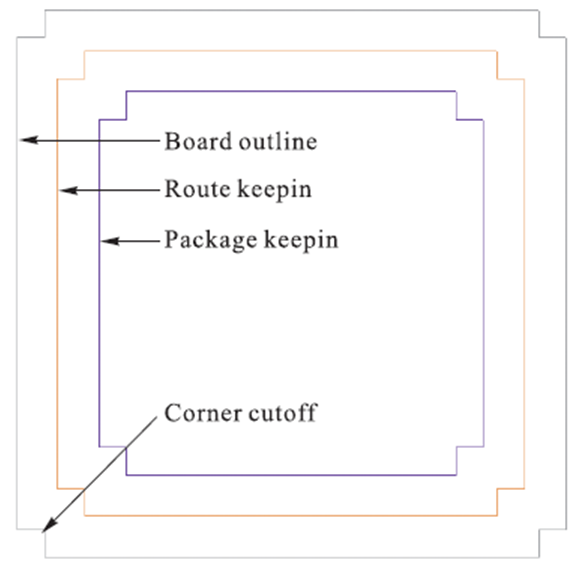 Board outline
Route keepin
Package keepin
Corner cutoff